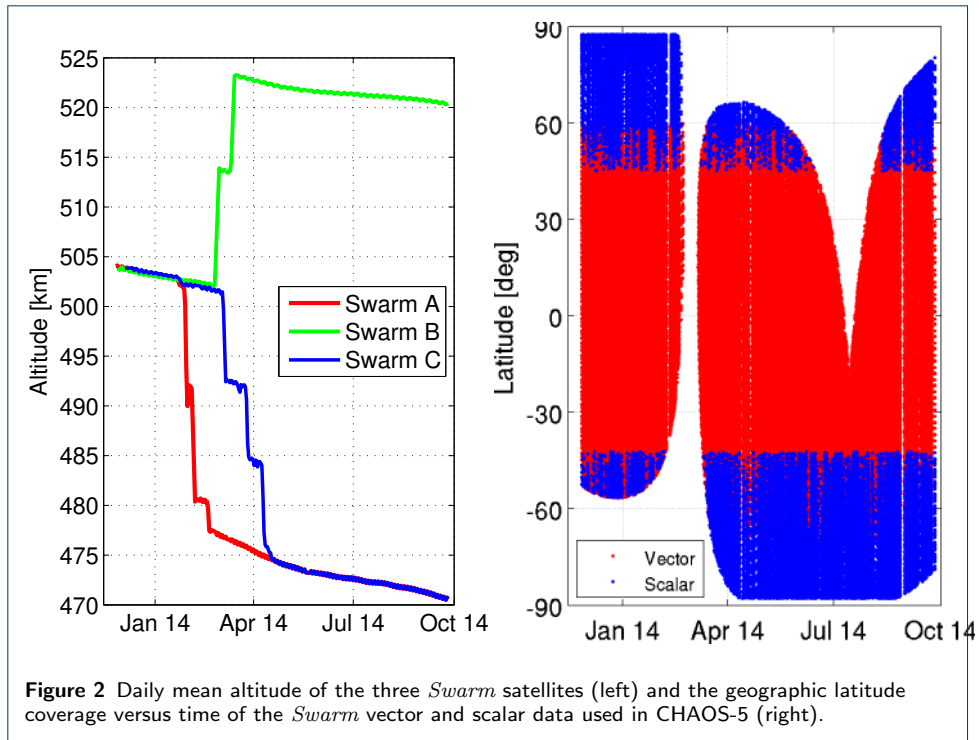 525
520
515
510
505
500
495
490
485
480
475
470
Altitude [km]
Jan 14 Apr 14 Jul 14 Oct 14
Swarm A
Swarm B
Swarm C
90
60
30
0
-30
-60
-90
Latitude [deg]
Jan 14 Apr 14 Jul 14 Oct 14
Vector
Scalar
Figure 2 Daily mean altitude of the three Swarm satellites (left) and the geographic latitude
coverage versus time of the Swarm vector and scalar data used in CHAOS-5 (right).